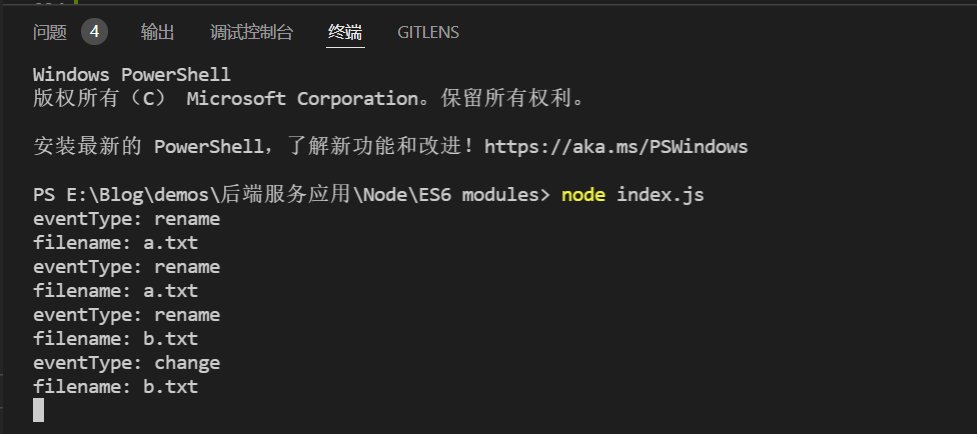 问题 4 输出 调试控制台 终端 GITLENS
Windows PowerShell
版权所有（C） Microsoft Corporation。保留所有权利。
安装最新的 PowerShell，了解新功能和改进！https://aka.ms/PSWindows
PS E:\Blog\demos\后端服务应用\Node\ES6 modules> node index.js
eventType: rename
filename: a.txt
eventType: rename
filename: a.txt
eventType: rename
filename: b.txt
eventType: change
filename: b.txt